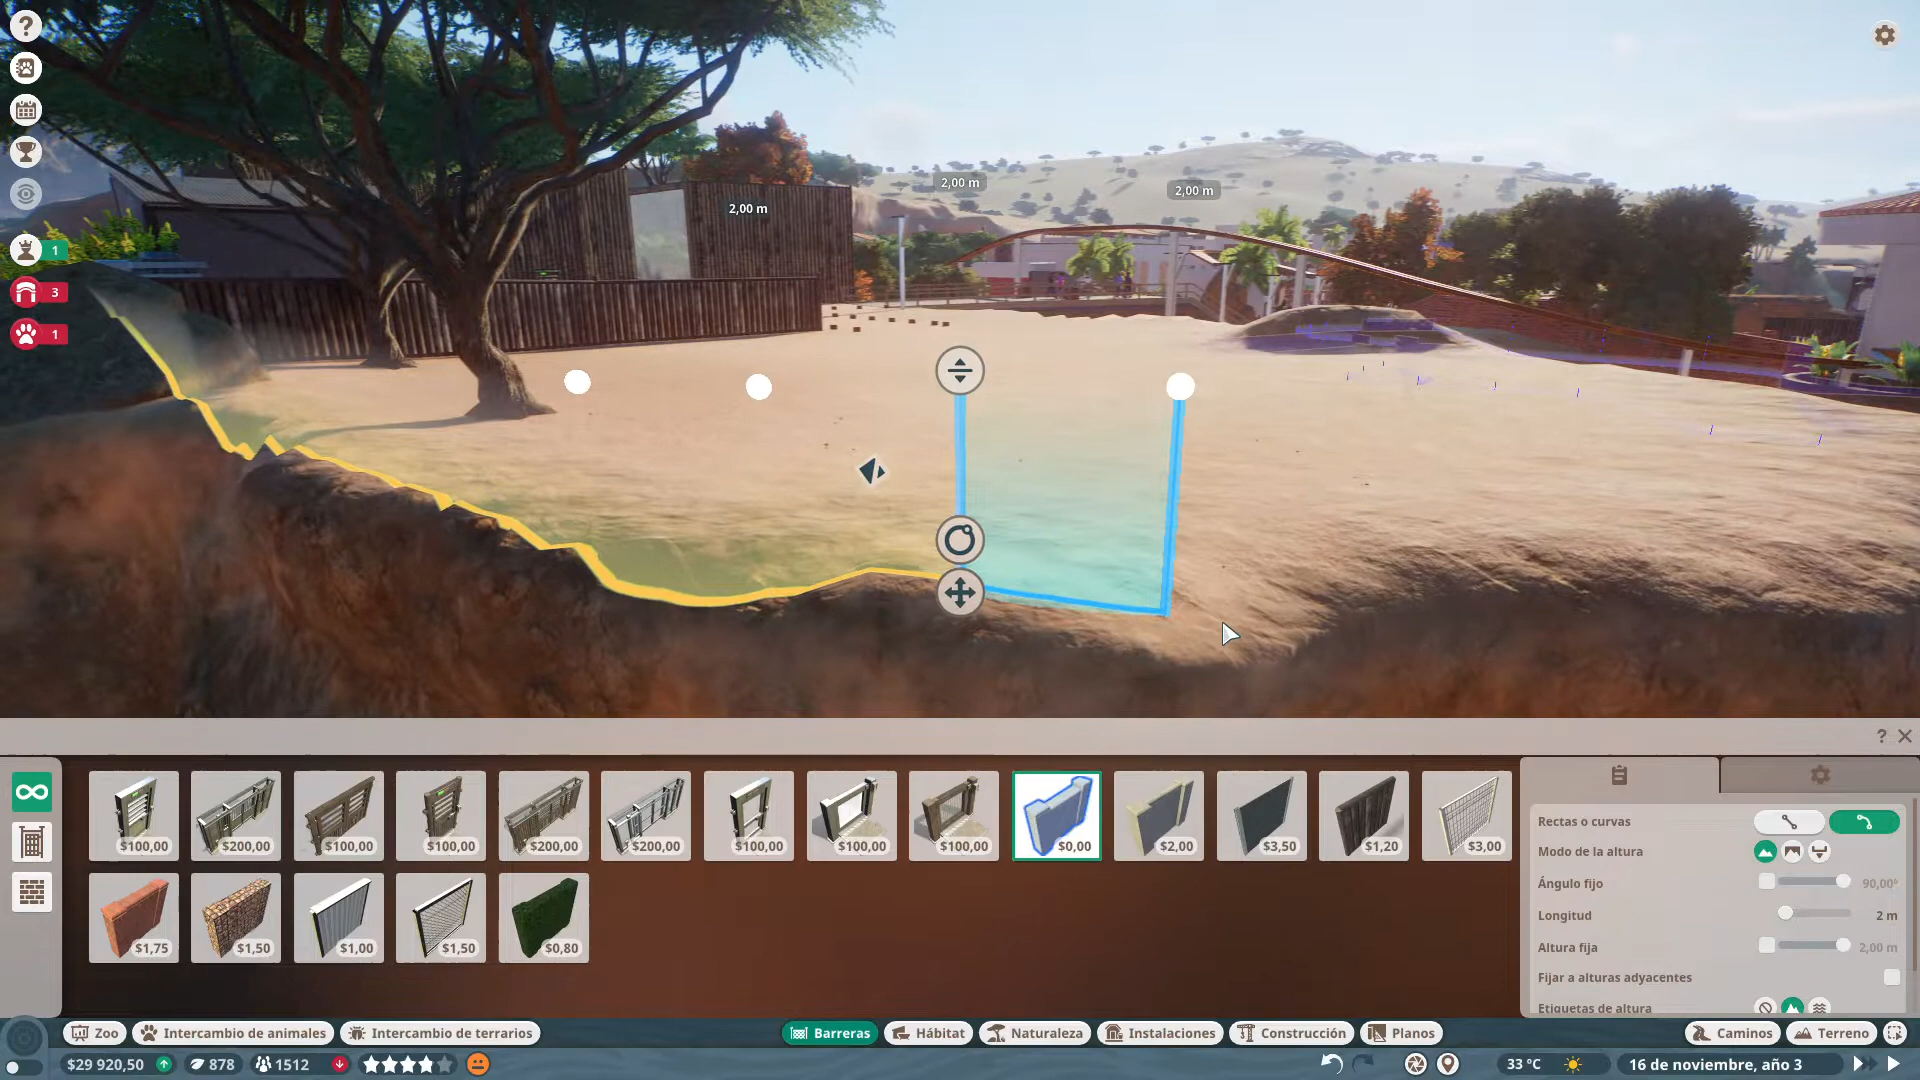 ?
1
3
1
2,00 m
2,00 m
2,00 m
?
$100,00
$200,00
$100,00
$100,00
$200,00
$200,00
$100,00
$100,00
$100,00
$0,00
$2,00
$3,50
$1,20
$3,00
$1,75
$1,50
$1,00
$1,50
$0,80
Rectas o curvas
Modo de la altura
Ángulo fijo 90,00°
Longitud 2 m
Altura fija 2,00 m
Fijar a alturas adyacentes
Etiquetas de altura
Zoo Intercambio de animales Intercambio de terrarios Barreras Hábitat Naturaleza Instalaciones Construcción Planos Caminos Terreno
$29 920,50 878 1512 33 °C 16 de noviembre, año 3